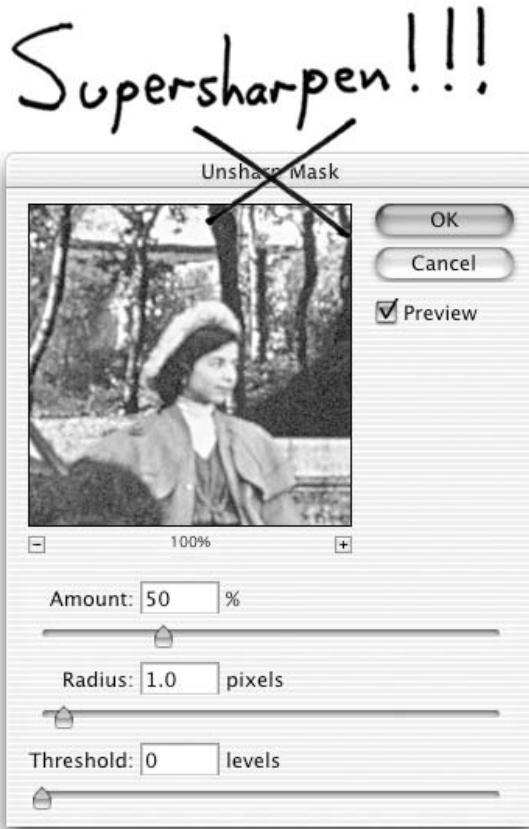 Supersharpen!!!
Unsharp Mask
OK
Cancel
Preview
100%
Amount: 50 %
Radius: 1.0 pixels
Threshold: 0 levels